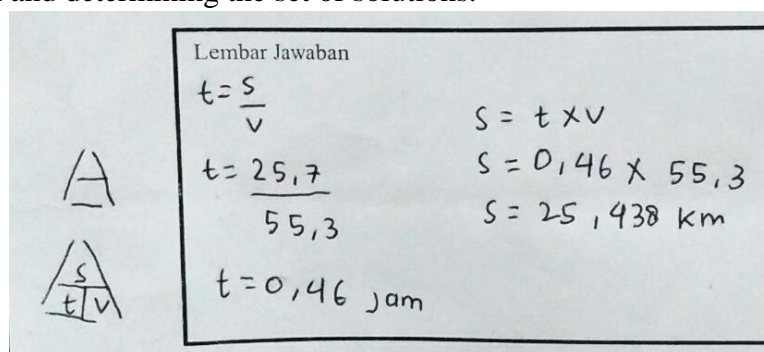 and determining the set of solutions.
Lembar Jawaban
t = s
v
t = 25,7
55,3
t = 0,46 jam
s = t x v
s = 0,46 x 55,3
s = 25,438 km
A
s
t v